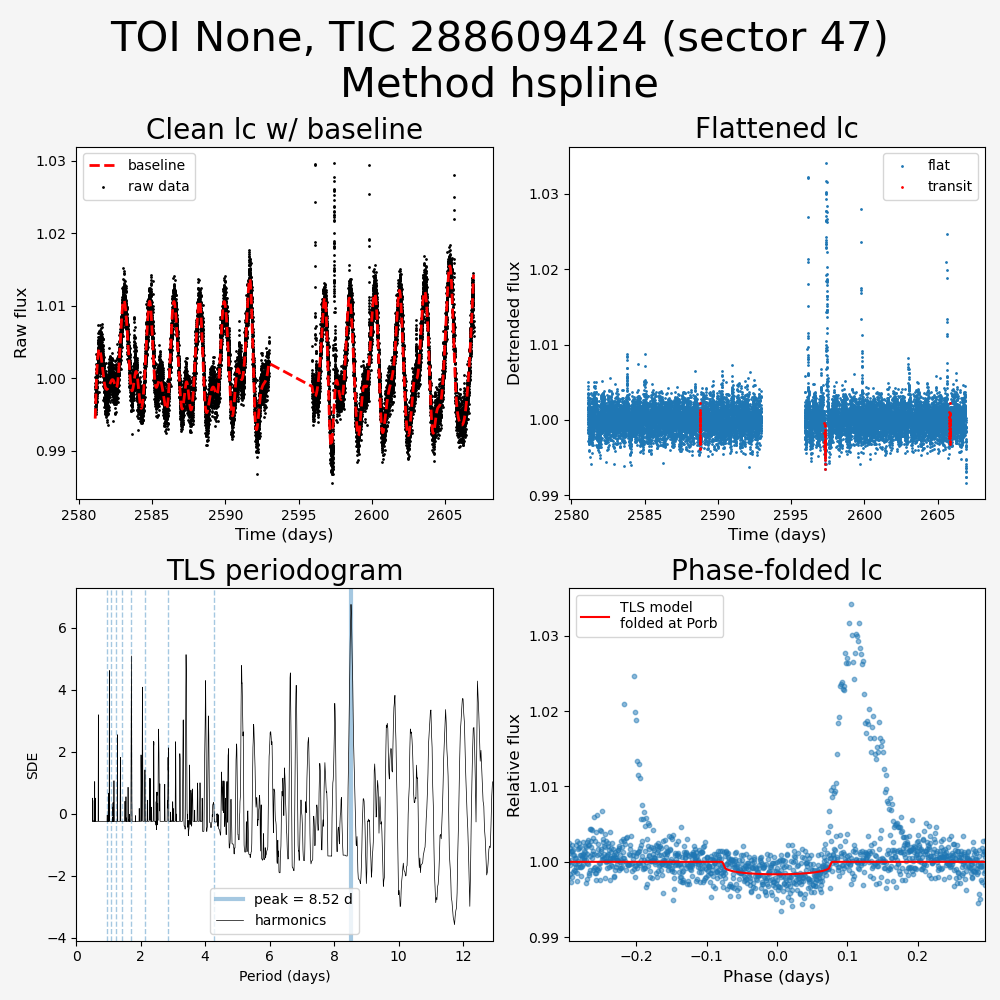 TOI None, TIC 288609424 (sector 47)
Method hspline
Clean lc w/ baseline
Flattened lc
baseline
raw data
flat
transit
1.03
1.02
1.01
1.00
0.99
Raw flux
2580
2585
2590
2595
2600
2605
Time (days)
1.03
1.02
1.01
1.00
0.99
Detrended flux
2580
2585
2590
2595
2600
2605
Time (days)
TLS periodogram
Phase-folded lc
6
4
2
0
−2
−4
SDE
peak = 8.52 d
harmonics
0
2
4
6
8
10
12
Period (days)
TLS model
folded at Porb
1.03
1.02
1.01
1.00
0.99
Relative flux
−0.2
−0.1
0.0
0.1
0.2
Phase (days)